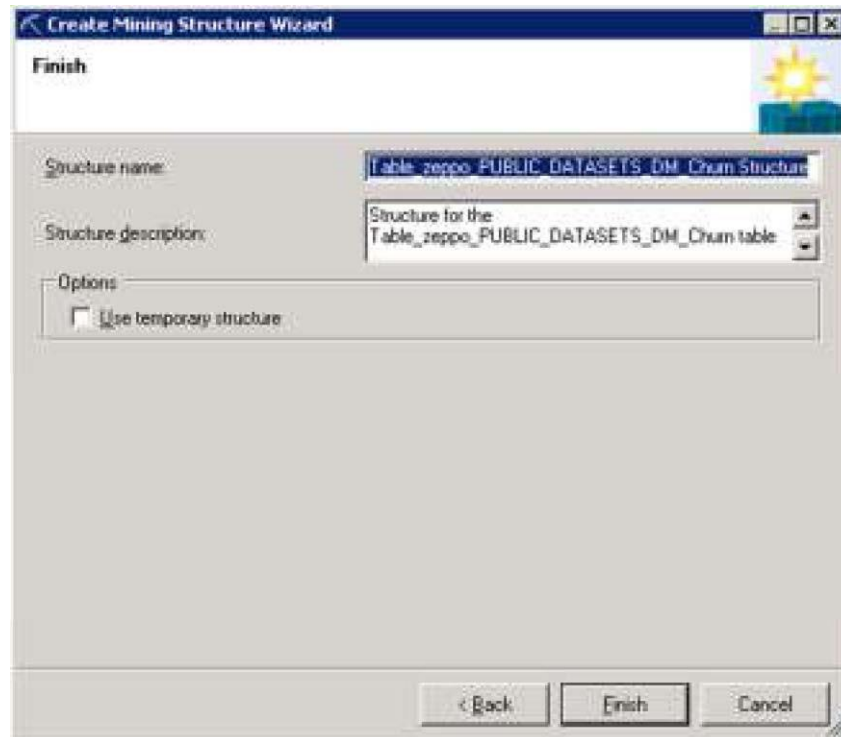 Create Mining Structure Wizard
Finish
Structure name:
Table_zeppo_PUBLIC_DATASETS_DM_Churn Structure
Structure description:
Structure for the
Table_zeppo_PUBLIC_DATASETS_DM_Churn table
Options
Use temporary structure
< Back
Finish
Cancel